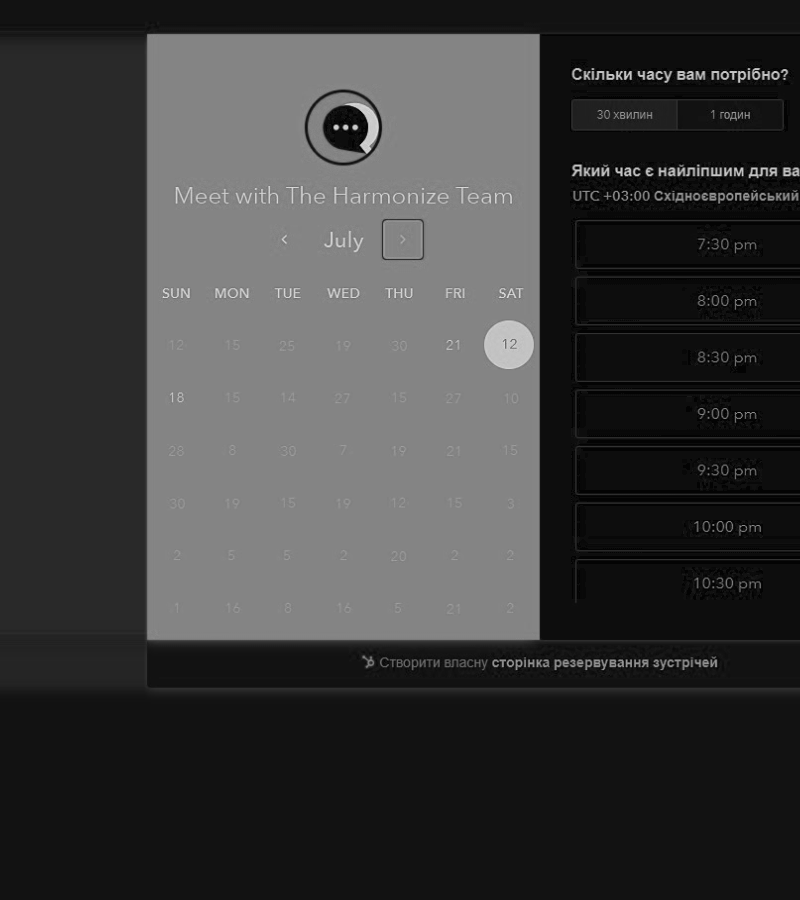 Meet with The Harmonize Team
July
SUN MON TUE WED THU FRI SAT
12 15 25 19 30 21 12
18 15 14 27 15 27 10
28 8 30 7 19 21 15
30 19 15 19 12 15 3
2 5 5 2 20 2 2
1 16 8 16 5 21 2
Скільки часу вам потрібно?
30 хвилин 1 годин
Який час є найліпшим для ва
UTC +03:00 Східноєвропейський
7:30 pm
8:00 pm
8:30 pm
9:00 pm
9:30 pm
10:00 pm
10:30 pm
Створити власну сторінка резервування зустрічей